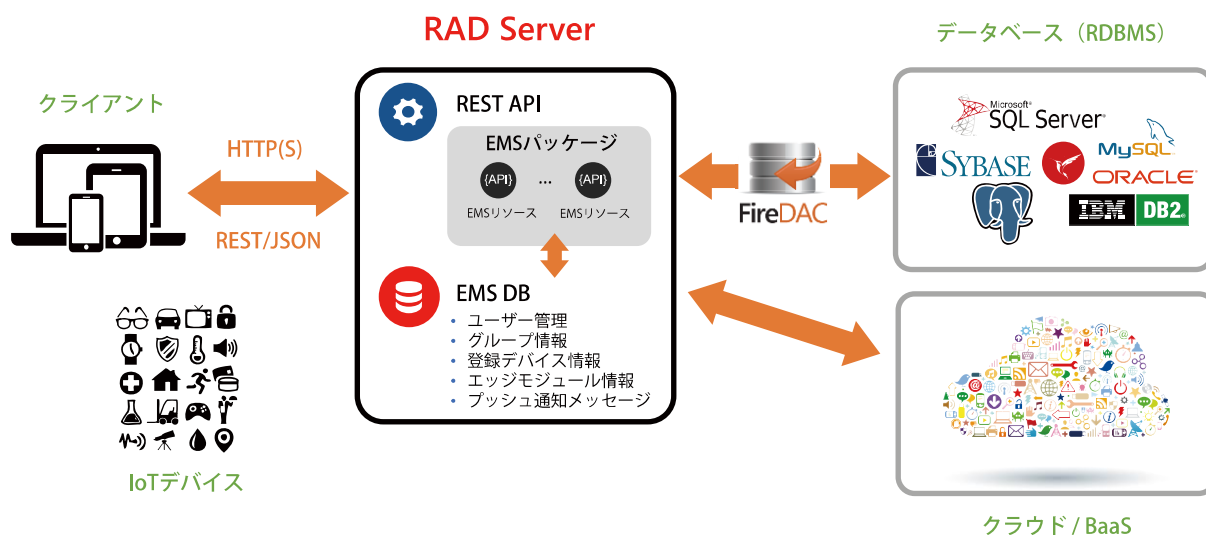 RAD Server
データベース（RDBMS）
クライアント
HTTP(S)
REST/JSON
IoTデバイス
REST API
EMSパッケージ
{API} ... {API}
EMSリソース EMSリソース
EMS DB
• ユーザー管理
• グループ情報
• 登録デバイス情報
• エッジモジュール情報
• プッシュ通知メッセージ
FireDAC
Microsoft®
SQL Server®
SYBASE
MySQL
ORACLE
IBM DB2
クラウド / BaaS